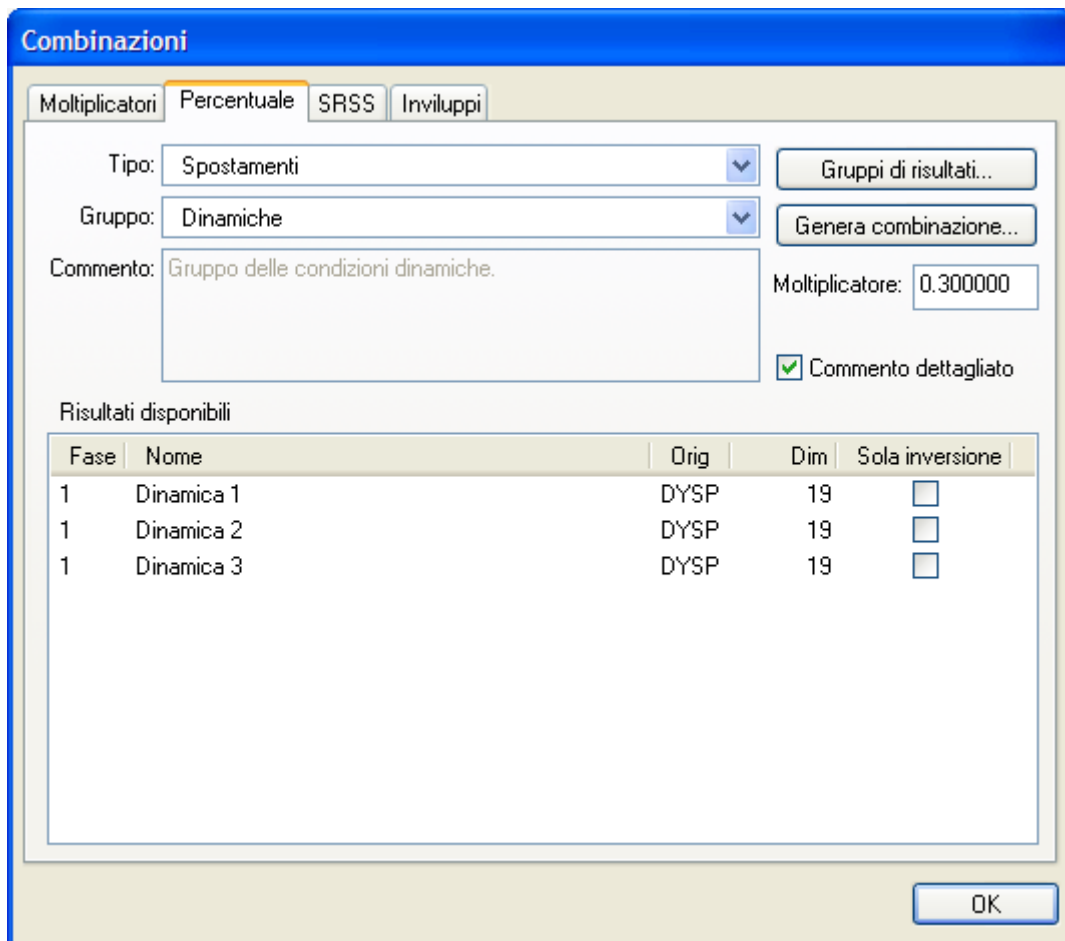 Combinazioni
Moltiplicatori Percentuale SRSS Inviluppi
Tipo: Spostamenti Gruppi di risultati...
Gruppo: Dinamiche Genera combinazione...
Commento: Gruppo delle condizioni dinamiche. Moltiplicatore: 0.300000
Commento dettagliato
Risultati disponibili
Fase Nome Orig Dim Sola inversione
1 Dinamica 1 DYSP 19
1 Dinamica 2 DYSP 19
1 Dinamica 3 DYSP 19
OK